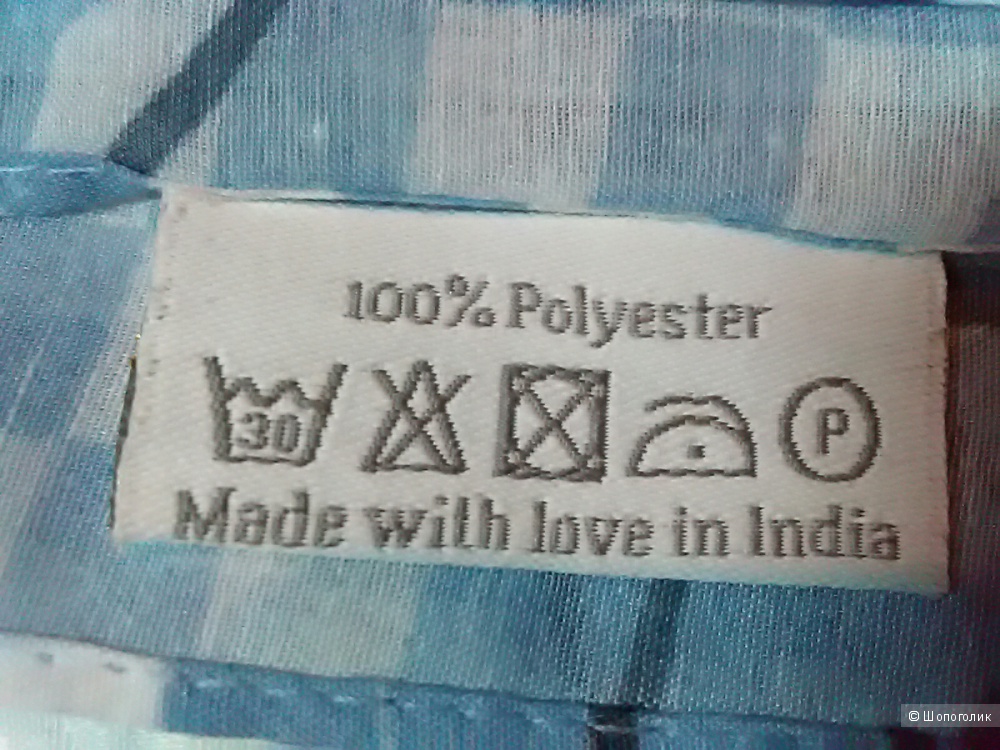 100% Polyester
30 P
Made with love in India
© Шопоголик